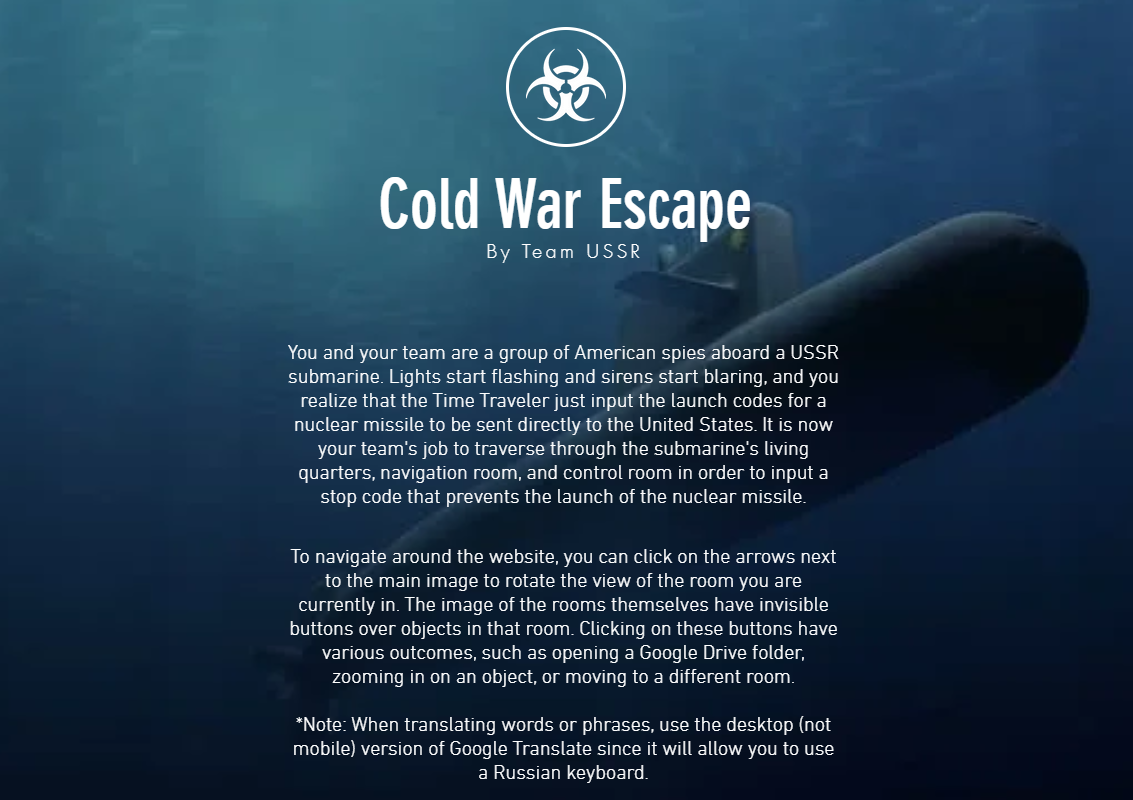 Cold War Escape
By Team USSR
You and your team are a group of American spies aboard a USSR
submarine. Lights start flashing and sirens start blaring, and you
realize that the Time Traveler just input the launch codes for a
nuclear missile to be sent directly to the United States. It is now
your team's job to traverse through the submarine's living
quarters, navigation room, and control room in order to input a
stop code that prevents the launch of the nuclear missile.
To navigate around the website, you can click on the arrows next
to the main image to rotate the view of the room you are
currently in. The image of the rooms themselves have invisible
buttons over objects in that room. Clicking on these buttons have
various outcomes, such as opening a Google Drive folder,
zooming in on an object, or moving to a different room.
*Note: When translating words or phrases, use the desktop (not
mobile) version of Google Translate since it will allow you to use
a Russian keyboard.